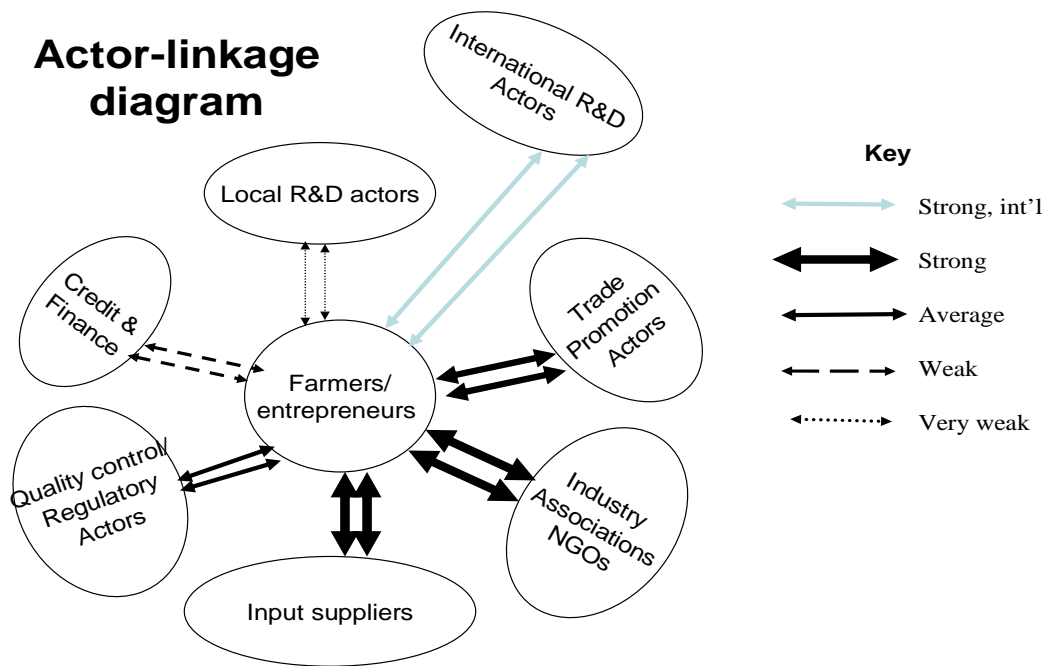 Actor-linkage
diagram
International R&D
Actors
Local R&D actors
Credit &
Finance
Trade
Promotion
Actors
Farmers/
entrepreneurs
Quality control/
Regulatory
Actors
Industry
Associations
NGOs
Input suppliers
Key
Strong, int'l
Strong
Average
Weak
Very weak